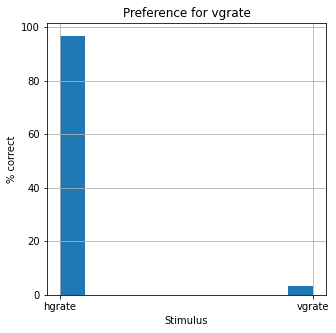 Preference for vgrate
100
80
60
40
20
0
% correct
hgrate
vgrate
Stimulus